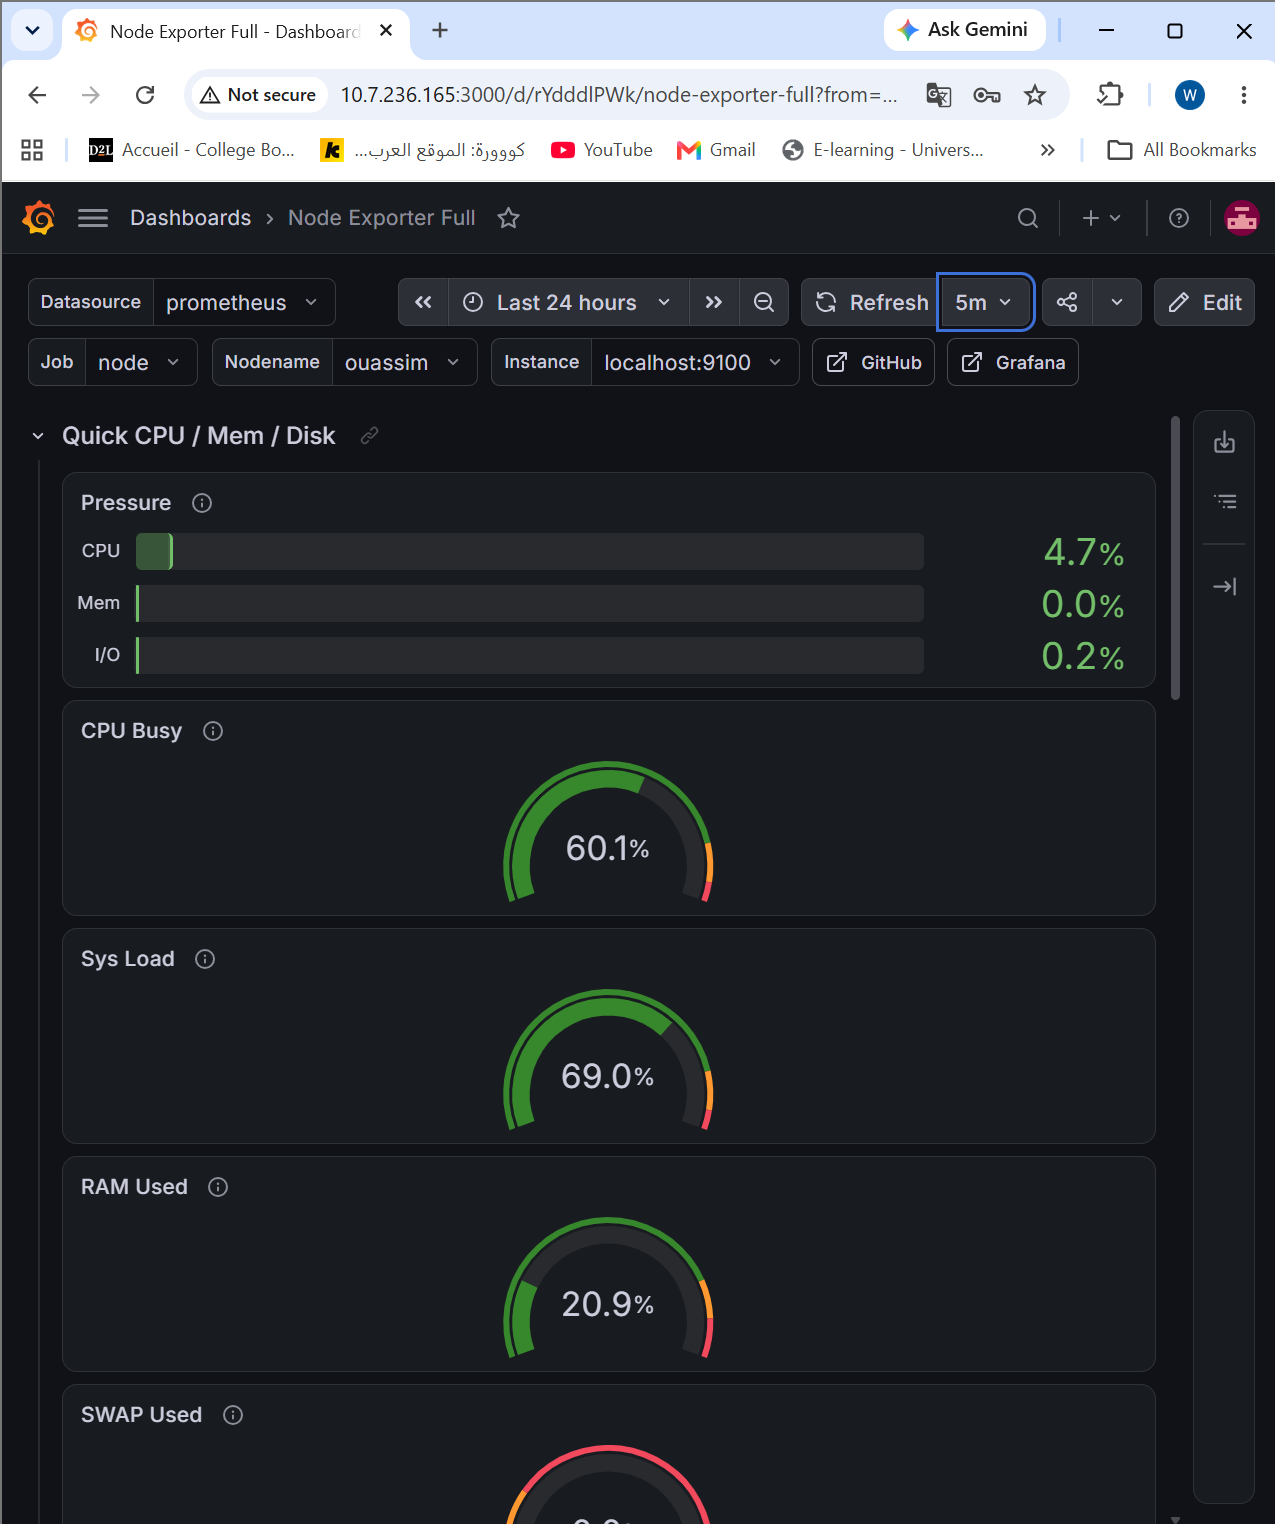 Node Exporter Full - Dashboard
Ask Gemini
Not secure
10.7.236.165:3000/d/rYdddlPWk/node-exporter-full?from=...
W
D2L Accueil - College Bo...
k كووورة: الموقع العرب...
YouTube
Gmail
E-learning - Univers...
All Bookmarks
Dashboards
Node Exporter Full
Datasource
prometheus
Last 24 hours
Refresh
5m
Edit
Job
node
Nodename
ouassim
Instance
localhost:9100
GitHub
Grafana
Quick CPU / Mem / Disk
Pressure
CPU
4.7%
Mem
0.0%
I/O
0.2%
CPU Busy
60.1%
Sys Load
69.0%
RAM Used
20.9%
SWAP Used